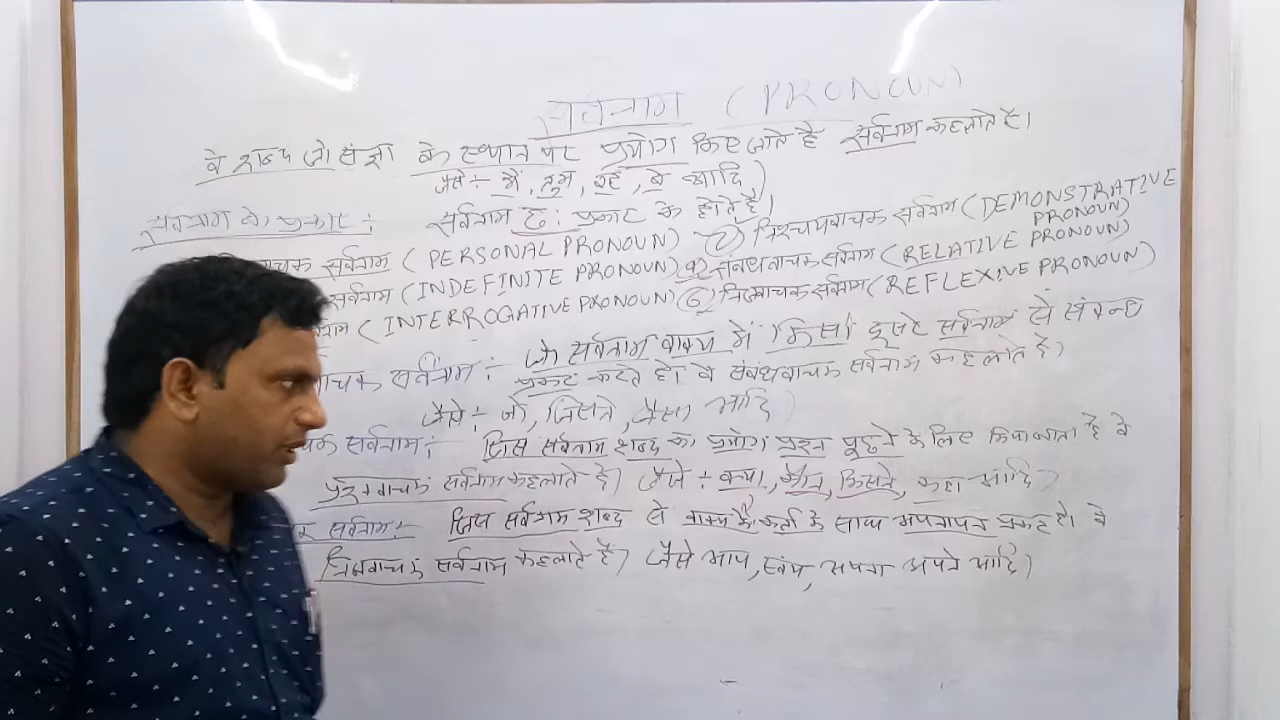 सर्वनाम (PRONOUN)
वे शब्द जो संज्ञा के स्थान पर प्रयोग किए जाते है सर्वनाम कहलाते है।
जैसे ÷ मैं, तुम, वह, वे आदि।
सर्वनाम के प्रकार : सर्वनाम छः प्रकार के होते है।
वाचक सर्वनाम (PERSONAL PRONOUN) (2) निश्चयवाचक सर्वनाम (DEMONSTRATIVE PRONOUN)
सर्वनाम (INDEFINITE PRONOUN) संबंधवाचक सर्वनाम (RELATIVE PRONOUN)
(INTERROGATIVE PRONOUN) (6) निजवाचक सर्वनाम (REFLEXIVE PRONOUN)
वाचक सर्वनाम : जो सर्वनाम वाक्य में किसी दूसरे सर्वनाम से संबन्ध
प्रकट करते हो। वे संबंधवाचक सर्वनाम कहलाते है।
जैसे ÷ जो, जिसने, जैसा आदि।
चक सर्वनाम : जिस सर्वनाम शब्द का प्रयोग प्रश्न पूछने के लिए किया जाता है वे
प्रश्नवाचक सर्वनाम कहलाते है। जैसे ÷ क्या, कौन, किसने, कहा आदि।
सर्वनाम : जिस सर्वनाम शब्द से वाक्य के कर्ता के साथ अपनापन प्रकट हो। वे
निजवाचक सर्वनाम कहलाते है। जैसे आप, स्वंय, अपना अपने आदि।